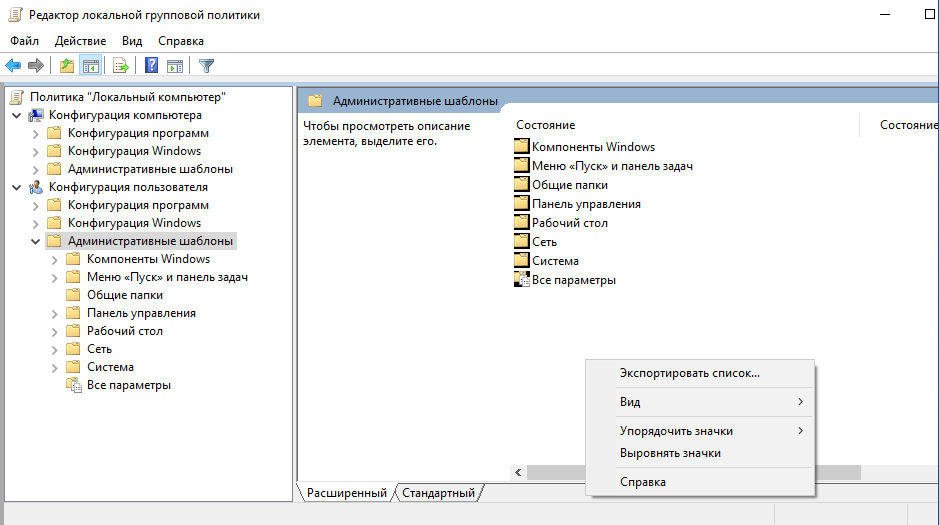 Редактор локальной групповой политики
Файл Действие Вид Справка
Политика "Локальный компьютер"
Конфигурация компьютера
Конфигурация программ
Конфигурация Windows
Административные шаблоны
Конфигурация пользователя
Конфигурация программ
Конфигурация Windows
Административные шаблоны
Компоненты Windows
Меню «Пуск» и панель задач
Общие папки
Панель управления
Рабочий стол
Сеть
Система
Все параметры
Административные шаблоны
Чтобы просмотреть описание
элемента, выделите его.
Состояние Состояние
Компоненты Windows
Меню «Пуск» и панель задач
Общие папки
Панель управления
Рабочий стол
Сеть
Система
Все параметры
Экспортировать список...
Вид
Упорядочить значки
Выровнять значки
Справка
Расширенный Стандартный